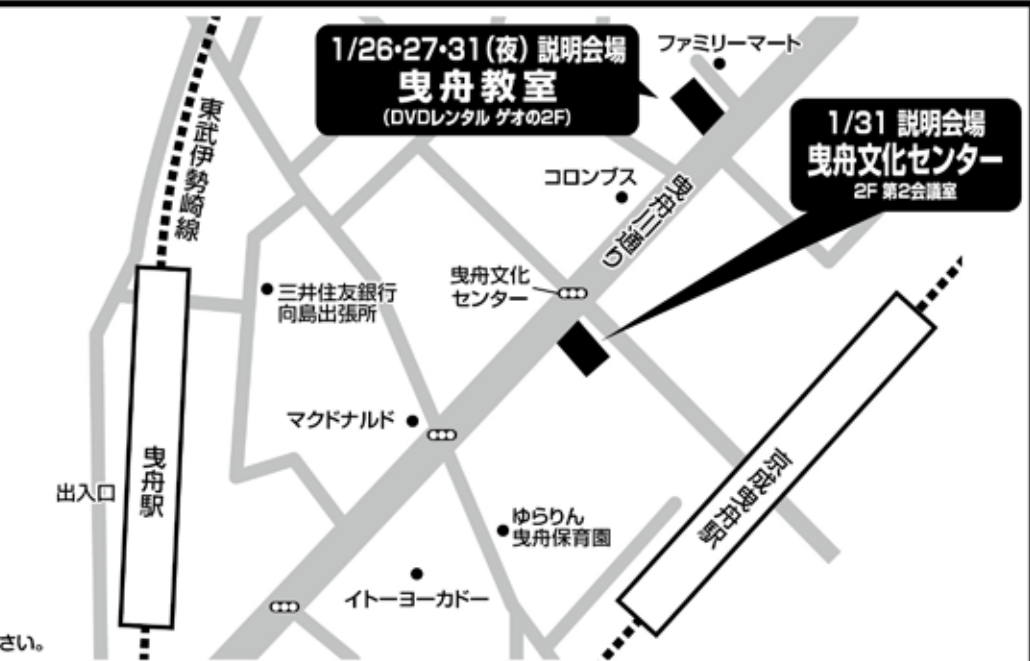 1/26・27・31(夜) 説明会場
曳舟教室
(DVDレンタル ゲオの2F)
ファミリーマート
1/31 説明会場
曳舟文化センター
2F 第2会議室
東武伊勢崎線
コロンブス
曳舟川通り
曳舟文化
センター
三井住友銀行
向島出張所
マクドナルド
曳舟駅
出入口
京成曳舟駅
ゆらりん
曳舟保育園
イトーヨーカドー
さい。